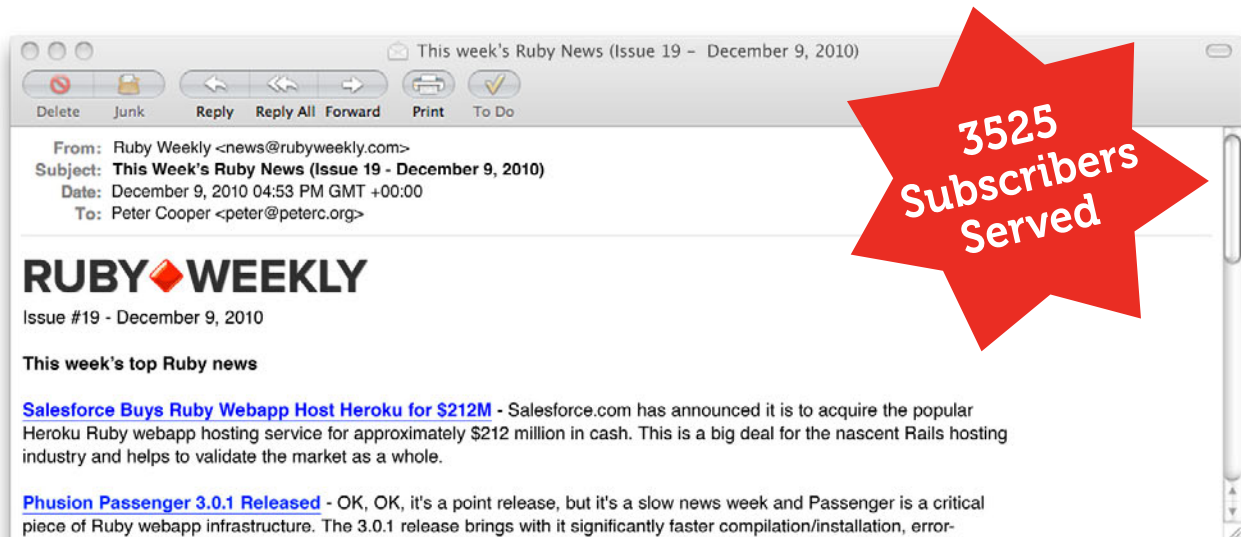 This week's Ruby News (Issue 19 – December 9, 2010)
Delete Junk Reply Reply All Forward Print To Do
From: Ruby Weekly <news@rubyweekly.com>
Subject: This Week's Ruby News (Issue 19 - December 9, 2010)
Date: December 9, 2010 04:53 PM GMT +00:00
To: Peter Cooper <peter@peterc.org>
3525
Subscribers
Served
RUBY WEEKLY
Issue #19 - December 9, 2010
This week's top Ruby news
Salesforce Buys Ruby Webapp Host Heroku for $212M - Salesforce.com has announced it is to acquire the popular
Heroku Ruby webapp hosting service for approximately $212 million in cash. This is a big deal for the nascent Rails hosting
industry and helps to validate the market as a whole.
Phusion Passenger 3.0.1 Released - OK, OK, it's a point release, but it's a slow news week and Passenger is a critical
piece of Ruby webapp infrastructure. The 3.0.1 release brings with it significantly faster compilation/installation, error-